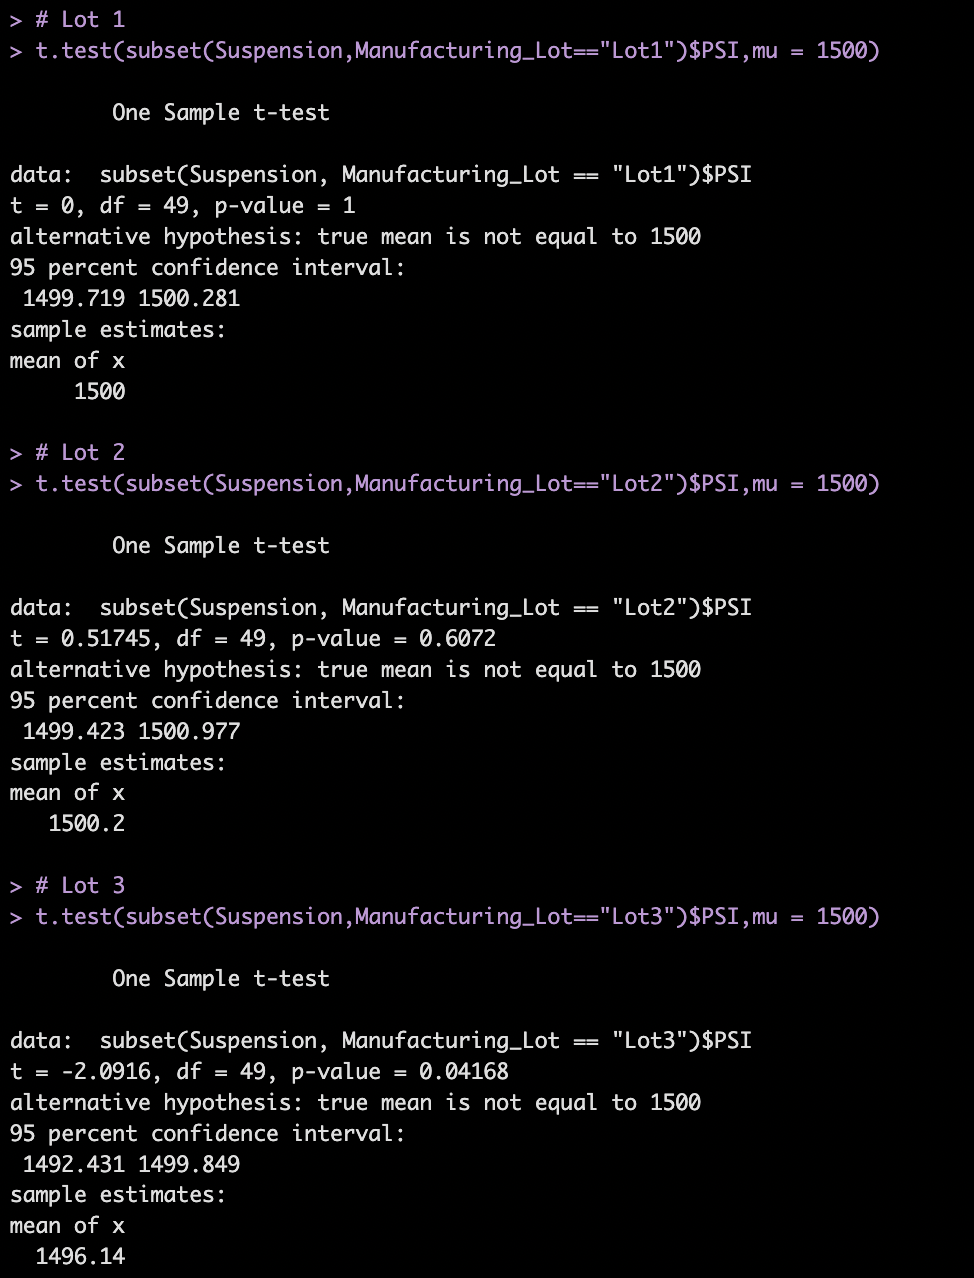 > # Lot 1
> t.test(subset(Suspension,Manufacturing_Lot=="Lot1")$PSI,mu = 1500)
One Sample t-test
data:  subset(Suspension, Manufacturing_Lot == "Lot1")$PSI
t = 0, df = 49, p-value = 1
alternative hypothesis: true mean is not equal to 1500
95 percent confidence interval:
1499.719 1500.281
sample estimates:
mean of x
1500
> # Lot 2
> t.test(subset(Suspension,Manufacturing_Lot=="Lot2")$PSI,mu = 1500)
One Sample t-test
data:  subset(Suspension, Manufacturing_Lot == "Lot2")$PSI
t = 0.51745, df = 49, p-value = 0.6072
alternative hypothesis: true mean is not equal to 1500
95 percent confidence interval:
1499.423 1500.977
sample estimates:
mean of x
1500.2
> # Lot 3
> t.test(subset(Suspension,Manufacturing_Lot=="Lot3")$PSI,mu = 1500)
One Sample t-test
data:  subset(Suspension, Manufacturing_Lot == "Lot3")$PSI
t = -2.0916, df = 49, p-value = 0.04168
alternative hypothesis: true mean is not equal to 1500
95 percent confidence interval:
1492.431 1499.849
sample estimates:
mean of x
1496.14